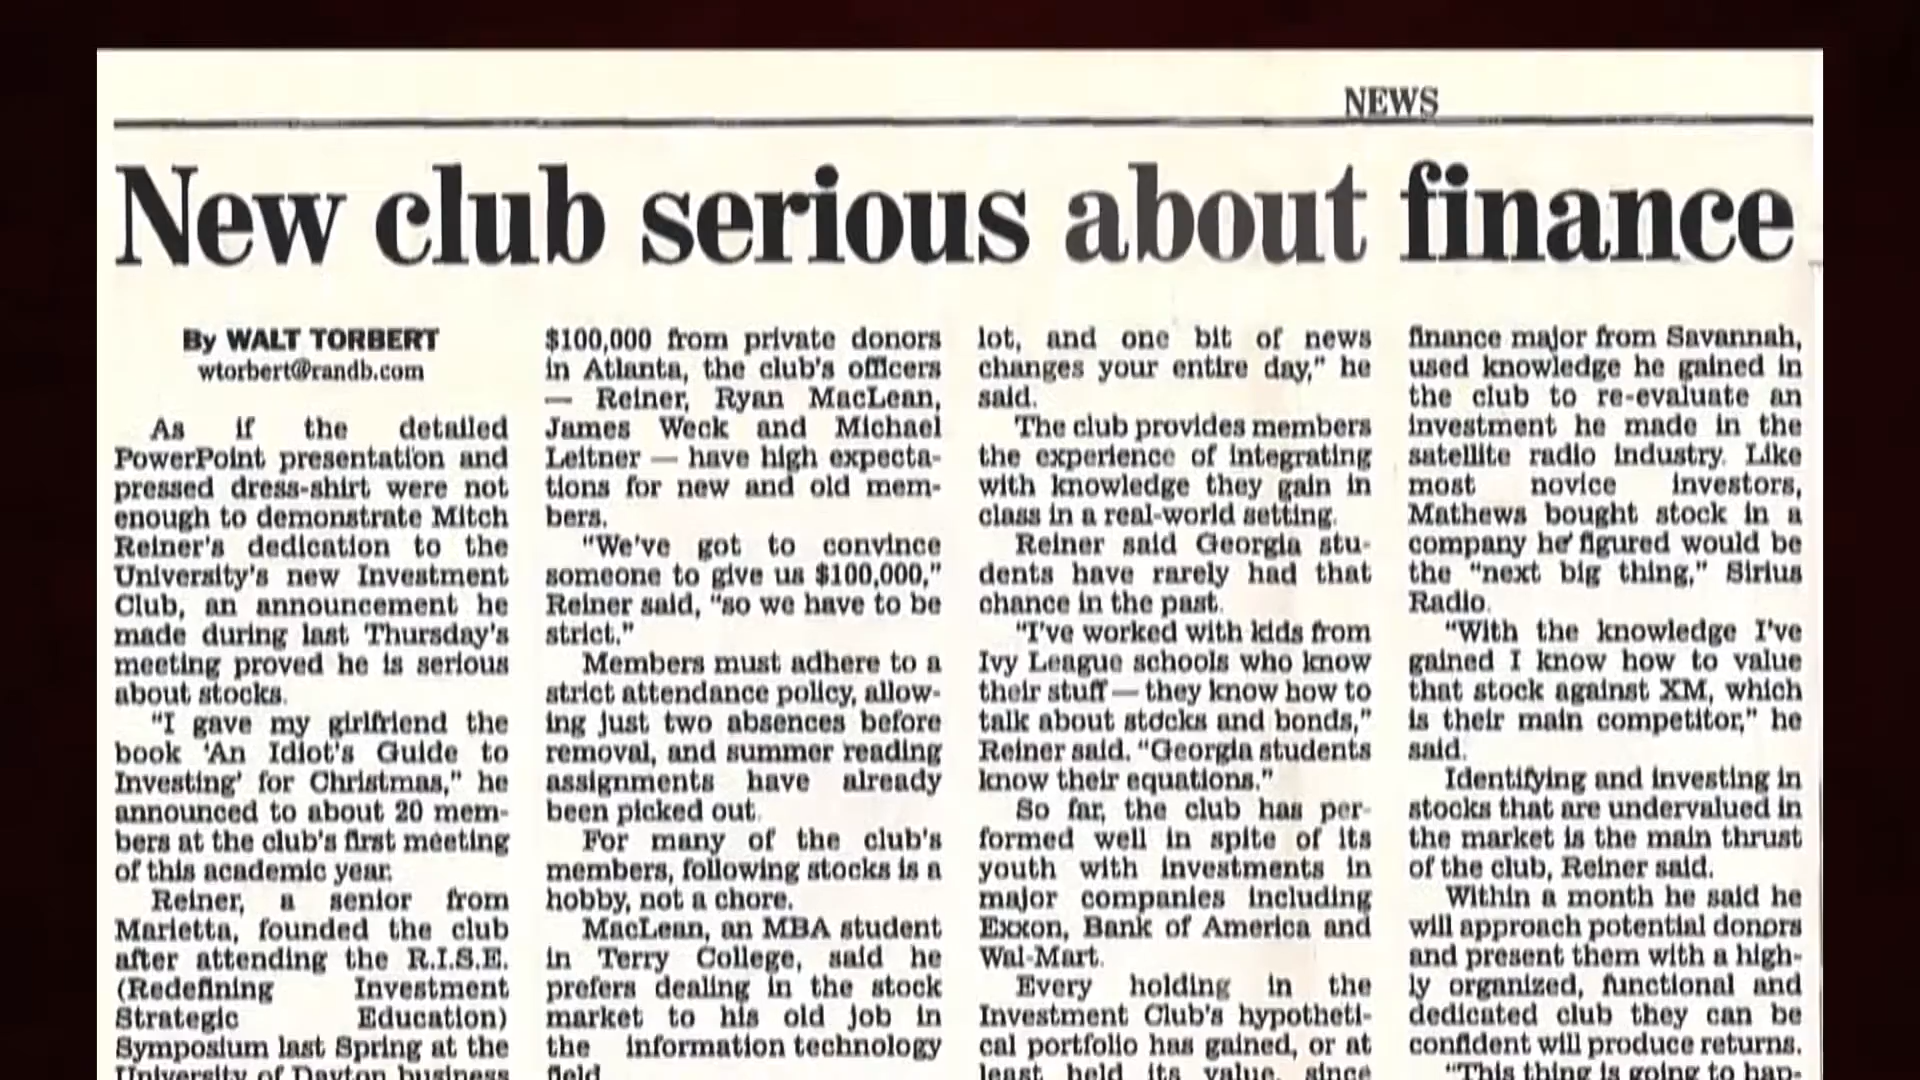 NEWS
New club serious about finance
By WALT TORBERT
wtorbert@randb.com
As if the detailed
PowerPoint presentation and
pressed dress-shirt were not
enough to demonstrate Mitch
Reiner's dedication to the
University's new Investment
Club, an announcement he
made during last Thursday's
meeting proved he is serious
about stocks.
"I gave my girlfriend the
book 'An Idiot's Guide to
Investing' for Christmas," he
announced to about 20 mem-
bers at the club's first meeting
of this academic year.
Reiner, a senior from
Marietta, founded the club
after attending the R.I.S.E.
(Redefining Investment
Strategic Education)
Symposium last Spring at the
University of Dayton business
$100,000 from private donors
in Atlanta, the club's officers
— Reiner, Ryan MacLean,
James Weck and Michael
Leitner — have high expecta-
tions for new and old mem-
bers.
"We've got to convince
someone to give us $100,000,"
Reiner said, "so we have to be
strict."
Members must adhere to a
strict attendance policy, allow-
ing just two absences before
removal, and summer reading
assignments have already
been picked out.
For many of the club's
members, following stocks is a
hobby, not a chore.
MacLean, an MBA student
in Terry College, said he
prefers dealing in the stock
market to his old job in
the information technology
field.
lot, and one bit of news
changes your entire day," he
said.
The club provides members
the experience of integrating
with knowledge they gain in
class in a real-world setting.
Reiner said Georgia stu-
dents have rarely had that
chance in the past.
"I've worked with kids from
Ivy League schools who know
their stuff — they know how to
talk about stocks and bonds,"
Reiner said. "Georgia students
know their equations."
So far, the club has per-
formed well in spite of its
youth with investments in
major companies including
Exxon, Bank of America and
Wal-Mart.
Every holding in the
Investment Club's hypotheti-
cal portfolio has gained, or at
least held its value, since
finance major from Savannah,
used knowledge he gained in
the club to re-evaluate an
investment he made in the
satellite radio industry. Like
most novice investors,
Mathews bought stock in a
company he figured would be
the "next big thing," Sirius
Radio.
"With the knowledge I've
gained I know how to value
that stock against XM, which
is their main competitor," he
said.
Identifying and investing in
stocks that are undervalued in
the market is the main thrust
of the club, Reiner said.
Within a month he said he
will approach potential donors
and present them with a high-
ly organized, functional and
dedicated club they can be
confident will produce returns.
"This thing is going to hap-